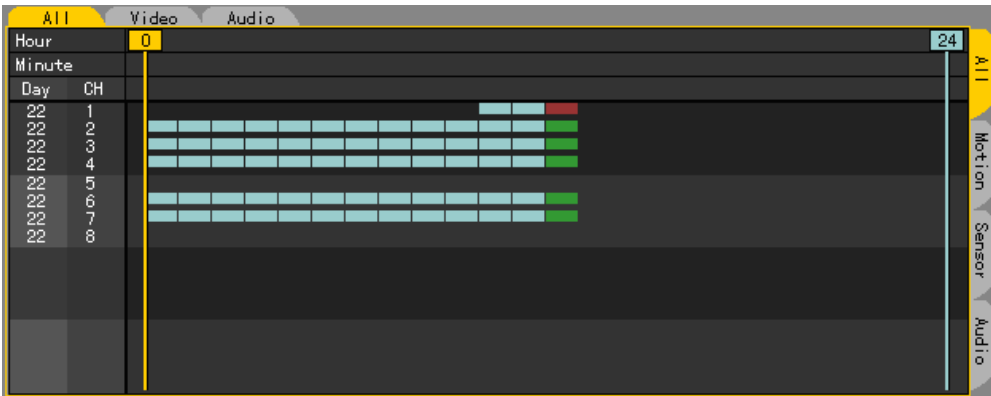 All Video Audio
Hour 0 24
Minute
Day CH
22 1
22 2
22 3
22 4
22 5
22 6
22 7
22 8
All
Motion
Sensor
Audio